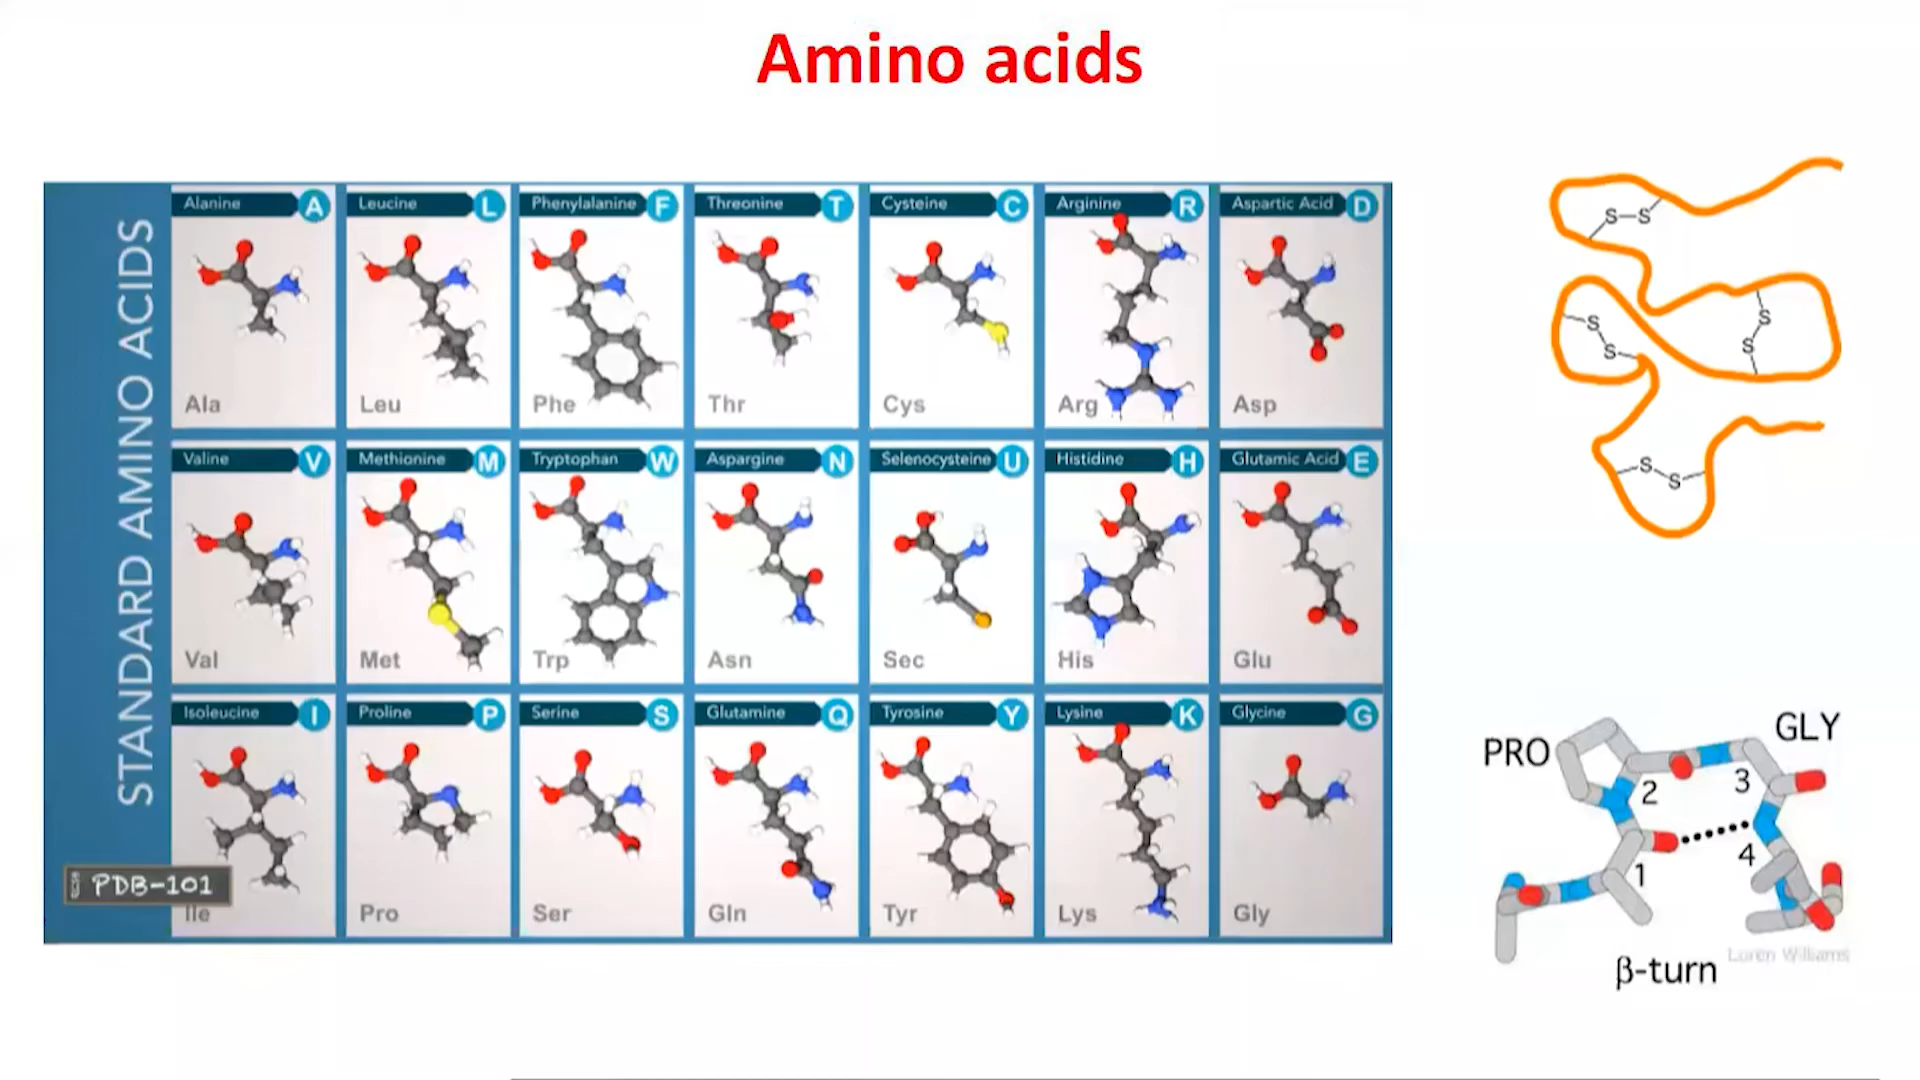 Amino acids
STANDARD AMINO ACIDS
Alanine A
Leucine L
Phenylalanine F
Threonine T
Cysteine C
Arginine R
Aspartic Acid D
Ala
Leu
Phe
Thr
Cys
Arg
Asp
Valine V
Methionine M
Tryptophan W
Aspargine N
Selenocysteine U
Histidine H
Glutamic Acid E
Val
Met
Trp
Asn
Sec
His
Glu
Isoleucine I
Proline P
Serine S
Glutamine Q
Tyrosine Y
Lysine K
Glycine G
Ile
Pro
Ser
Gln
Tyr
Lys
Gly
PDB-101
S S
S
S
S
S
S
S
PRO
GLY
2
3
1
4
β-turn
Loren Williams